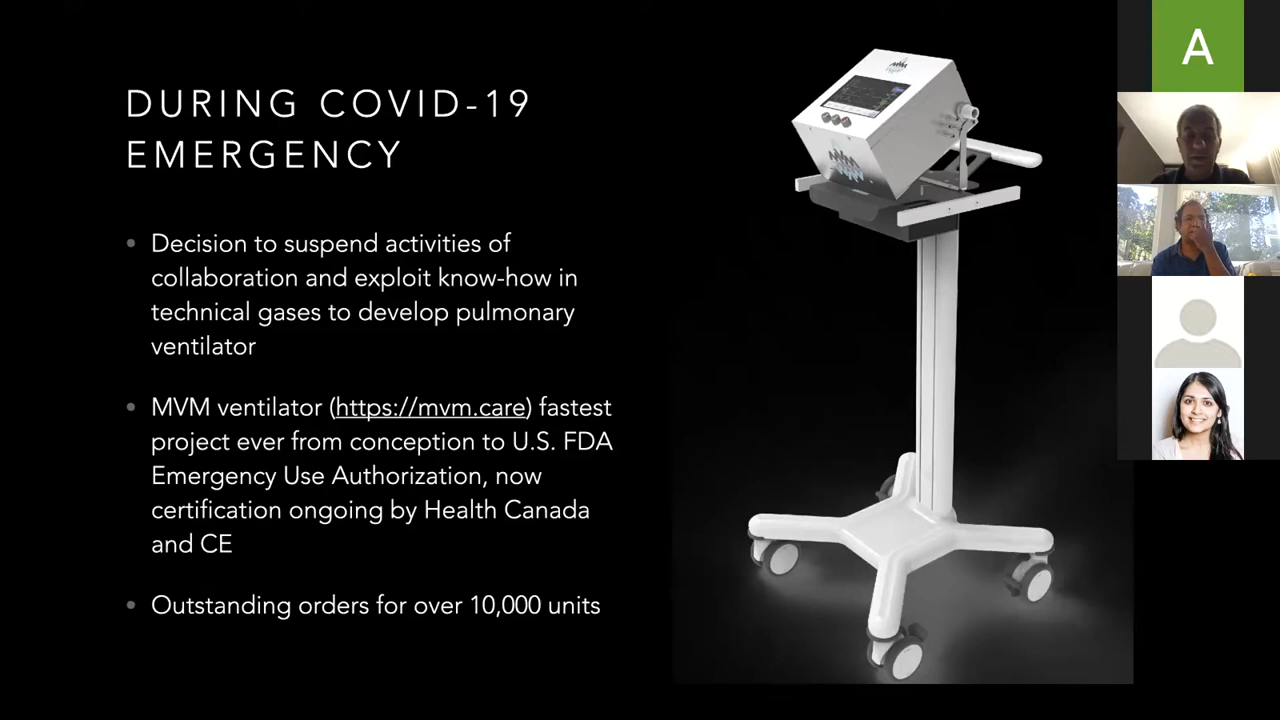 DURING COVID-19
EMERGENCY
Decision to suspend activities of
collaboration and exploit know-how in
technical gases to develop pulmonary
ventilator
MVM ventilator (https://mvm.care) fastest
project ever from conception to U.S. FDA
Emergency Use Authorization, now
certification ongoing by Health Canada
and CE
Outstanding orders for over 10,000 units
MVM
A